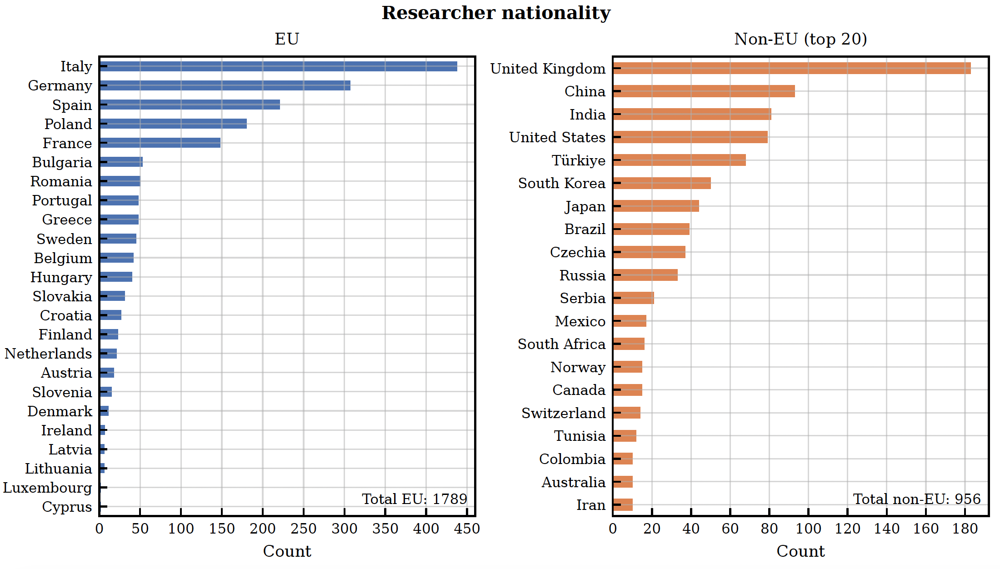 Researcher nationality
EU
Italy
Germany
Spain
Poland
France
Bulgaria
Romania
Portugal
Greece
Sweden
Belgium
Hungary
Slovakia
Croatia
Finland
Netherlands
Austria
Slovenia
Denmark
Ireland
Latvia
Lithuania
Luxembourg
Cyprus
Total EU: 1789
0 50 100 150 200 250 300 350 400 450
Count
Non-EU (top 20)
United Kingdom
China
India
United States
Türkiye
South Korea
Japan
Brazil
Czechia
Russia
Serbia
Mexico
South Africa
Norway
Canada
Switzerland
Tunisia
Colombia
Australia
Iran
Total non-EU: 956
0 20 40 60 80 100 120 140 160 180
Count